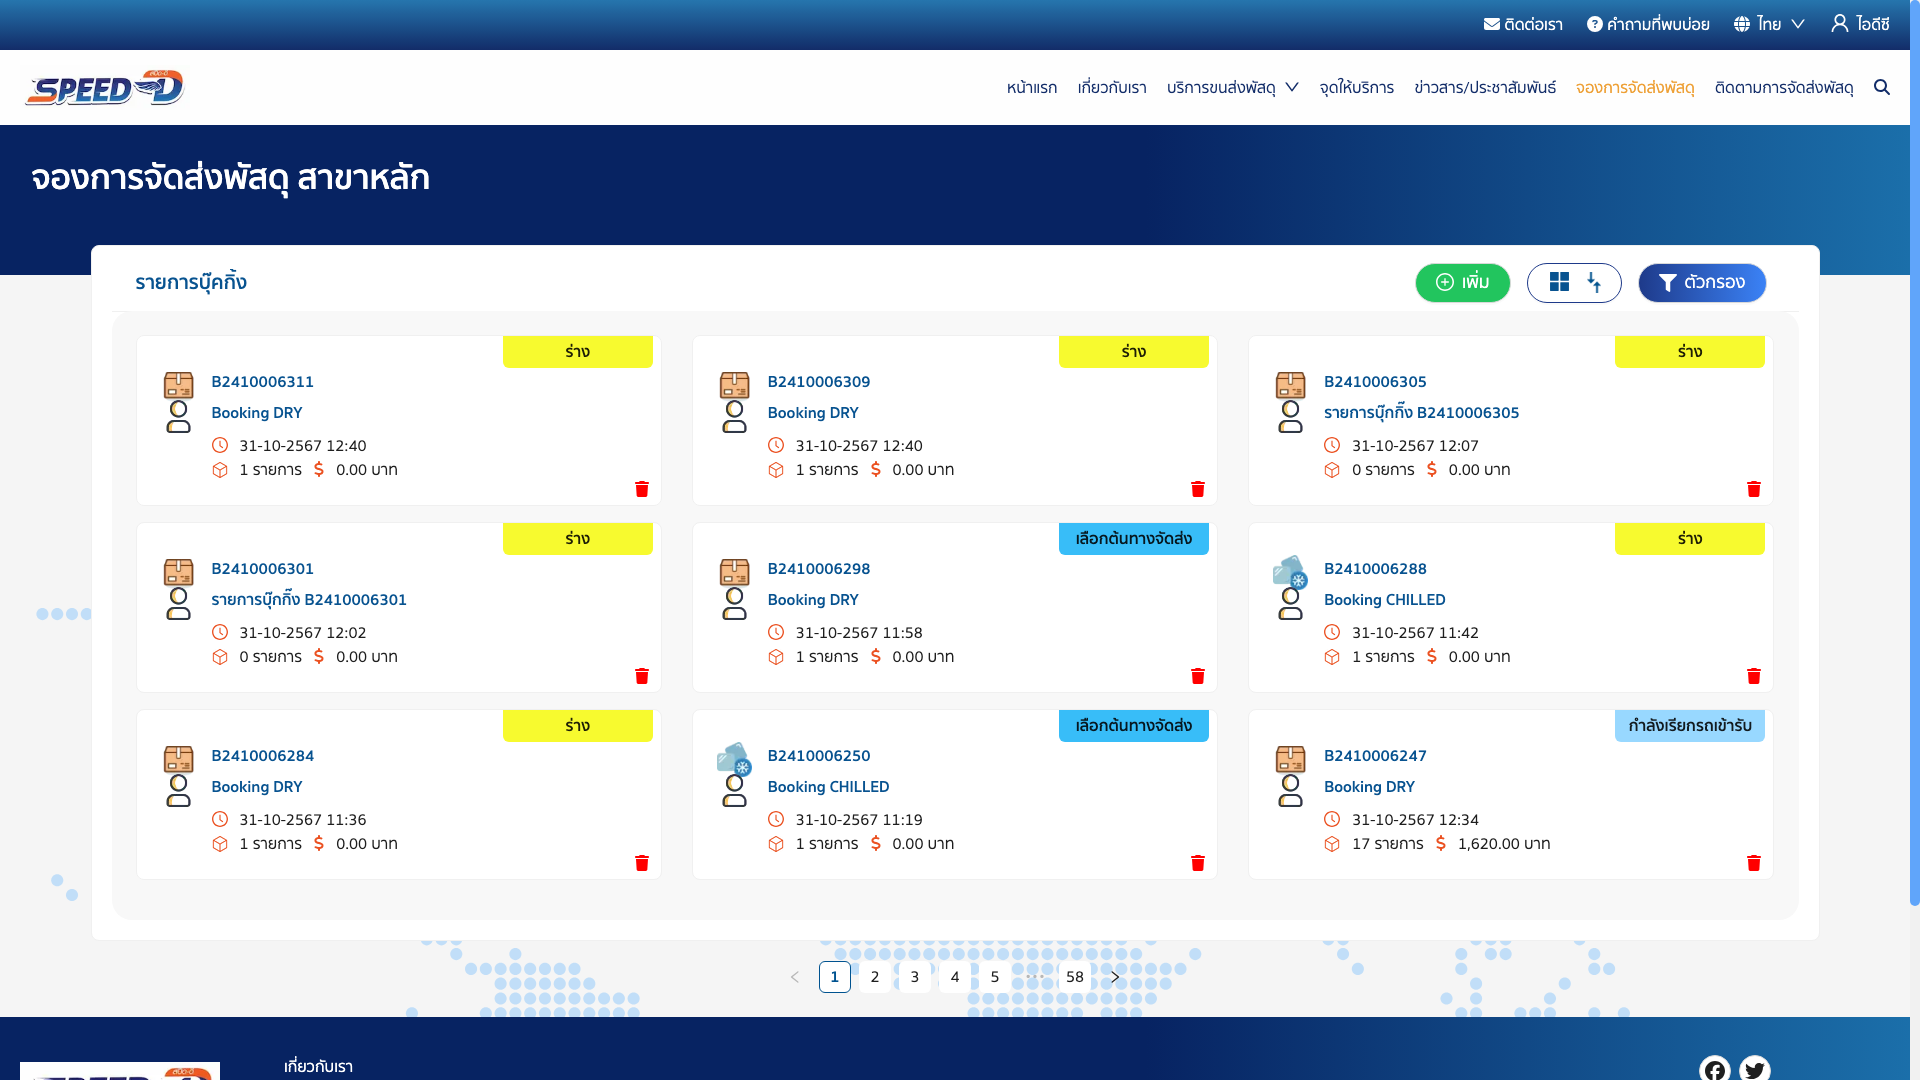 ติดต่อเรา
คำถามที่พบบ่อย
ไทย
ไอดีซี
SPEED-D
หน้าแรก
เกี่ยวกับเรา
บริการขนส่งพัสดุ
จุดให้บริการ
ข่าวสาร/ประชาสัมพันธ์
จองการจัดส่งพัสดุ
ติดตามการจัดส่งพัสดุ
จองการจัดส่งพัสดุ สาขาหลัก
รายการบุ๊คกิ้ง
เพิ่ม
ตัวกรอง
ร่าง
B2410006311
Booking DRY
31-10-2567 12:40
1 รายการ $ 0.00 บาท
ร่าง
B2410006309
Booking DRY
31-10-2567 12:40
1 รายการ $ 0.00 บาท
ร่าง
B2410006305
รายการบุ๊กกิ๊ง B2410006305
31-10-2567 12:07
0 รายการ $ 0.00 บาท
ร่าง
B2410006301
รายการบุ๊กกิ๊ง B2410006301
31-10-2567 12:02
0 รายการ $ 0.00 บาท
เลือกต้นทางจัดส่ง
B2410006298
Booking DRY
31-10-2567 11:58
1 รายการ $ 0.00 บาท
ร่าง
B2410006288
Booking CHILLED
31-10-2567 11:42
1 รายการ $ 0.00 บาท
ร่าง
B2410006284
Booking DRY
31-10-2567 11:36
1 รายการ $ 0.00 บาท
เลือกต้นทางจัดส่ง
B2410006250
Booking CHILLED
31-10-2567 11:19
1 รายการ $ 0.00 บาท
กำลังเรียกรถเข้ารับ
B2410006247
Booking DRY
31-10-2567 12:34
17 รายการ $ 1,620.00 บาท
< 1 2 3 4 5 ••• 58 >
เกี่ยวกับเรา